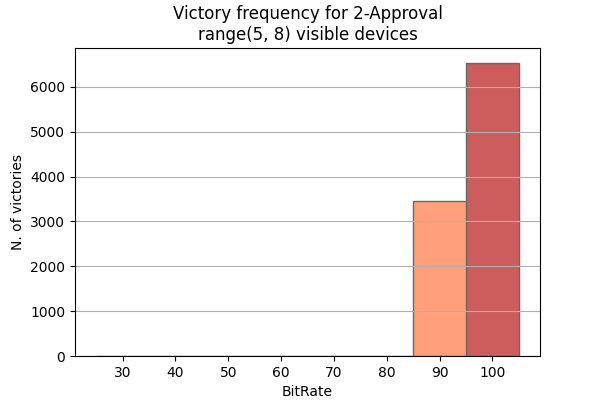 Victory frequency for 2-Approval
range(5, 8) visible devices
6000
5000
4000
3000
2000
1000
0
N. of victories
30 40 50 60 70 80 90 100
BitRate